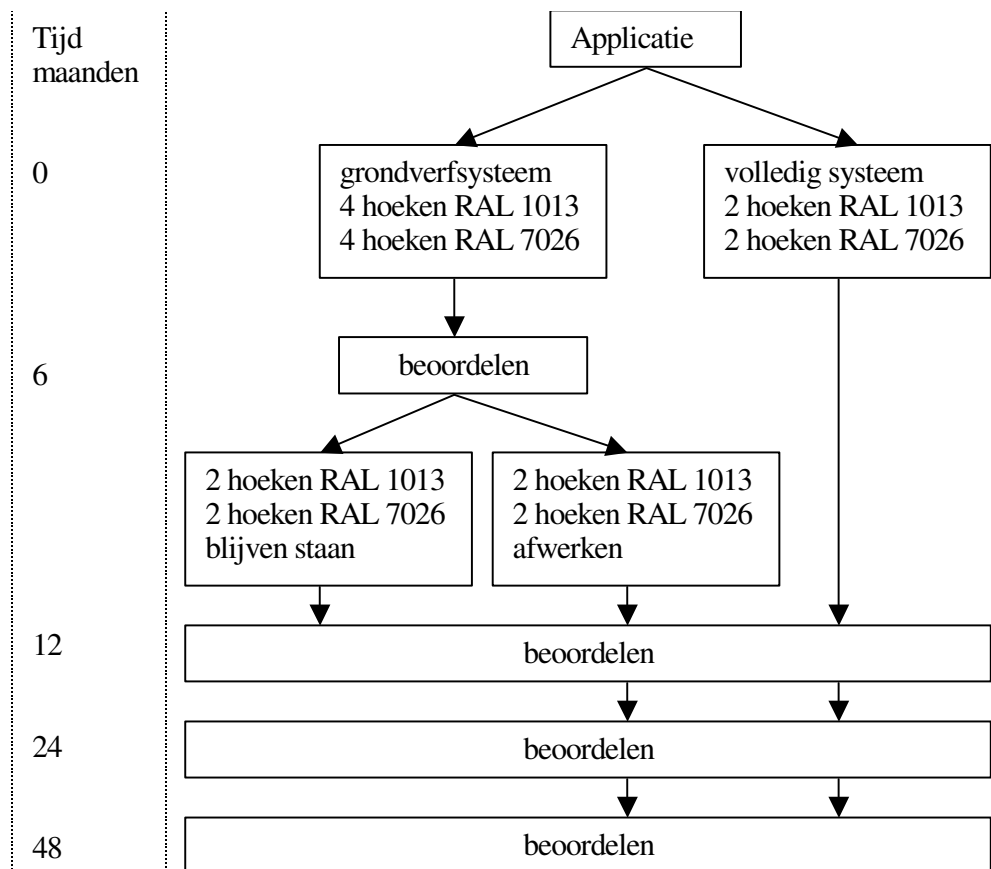 Tijd
maanden
Applicatie
0
grondverfsysteem
4 hoeken RAL 1013
4 hoeken RAL 7026
volledig systeem
2 hoeken RAL 1013
2 hoeken RAL 7026
6
beoordelen
2 hoeken RAL 1013
2 hoeken RAL 7026
blijven staan
2 hoeken RAL 1013
2 hoeken RAL 7026
afwerken
12
beoordelen
24
beoordelen
48
beoordelen